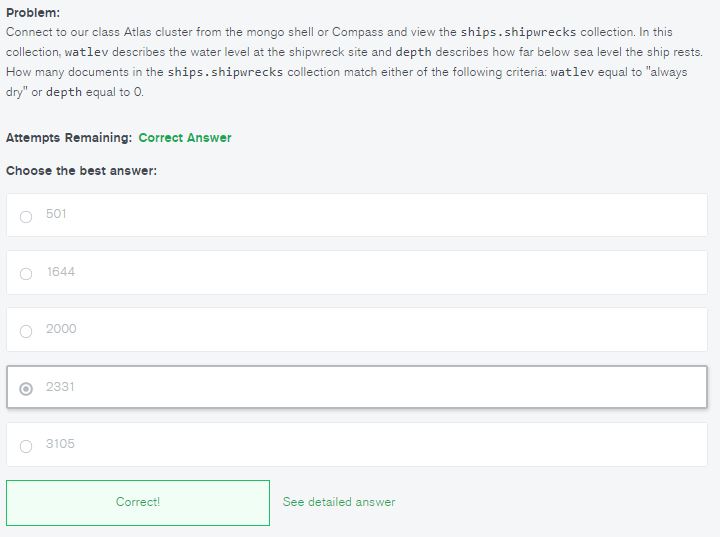 Problem:
Connect to our class Atlas cluster from the mongo shell or Compass and view the ships.shipwrecks collection. In this
collection, watlev describes the water level at the shipwreck site and depth describes how far below sea level the ship rests.
How many documents in the ships.shipwrecks collection match either of the following criteria: watlev equal to "always
dry" or depth equal to 0.
Attempts Remaining: Correct Answer
Choose the best answer:
501
1644
2000
2331
3105
Correct! See detailed answer